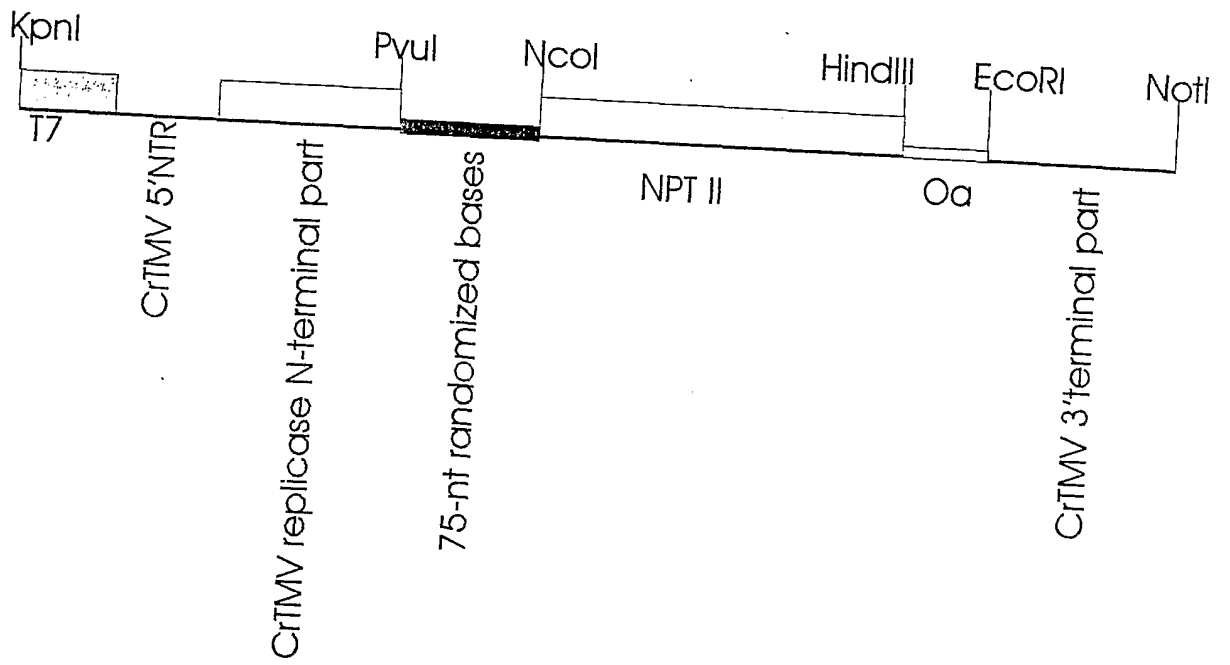 KpnI
PvuI
NcoI
HindIII
EcoRI
NotI
T7
CrTMV 5'NTR
CrTMV replicase N-terminal part
75-nt randomized bases
NPT II
Oa
CrTMV 3'terminal part